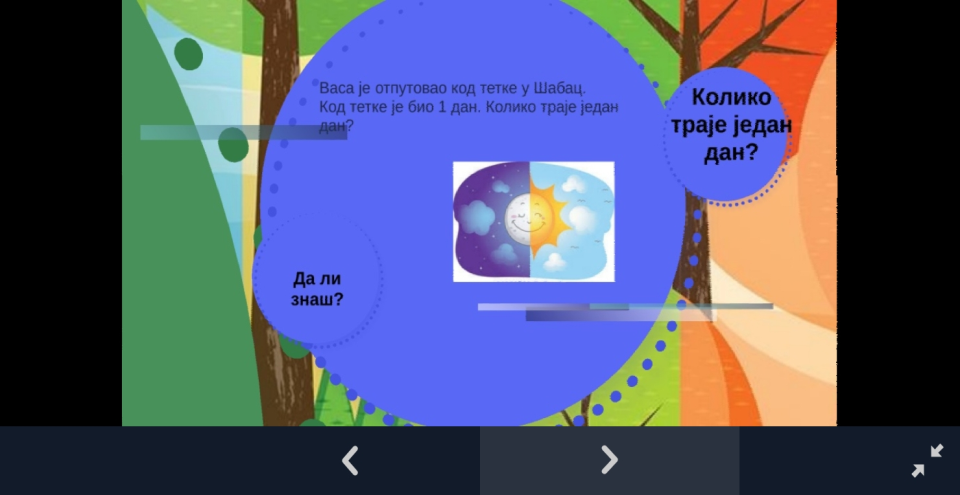 Васа је отпутовао код тетке у Шабац.
Код тетке је био 1 дан. Колико траје један
дан?
Колико
траје један
дан?
Да ли
знаш?